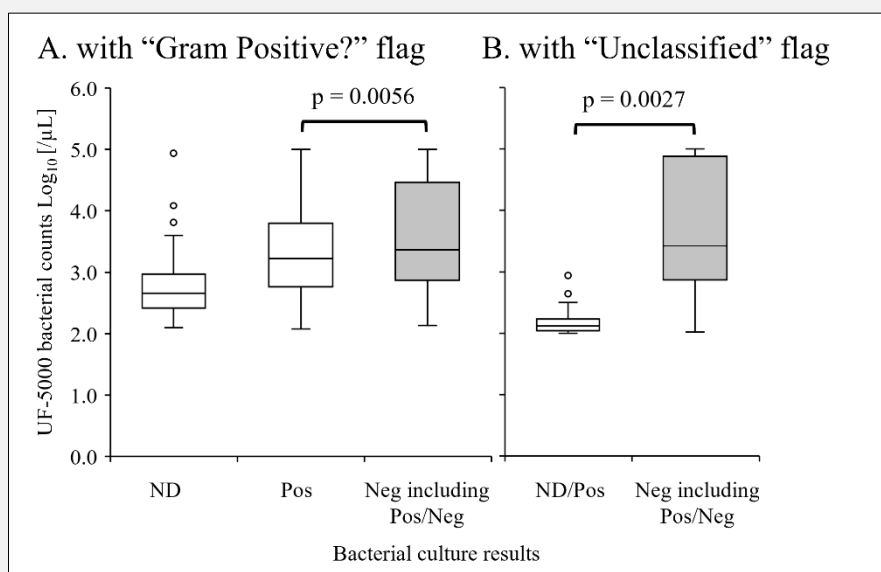 A. with “Gram Positive?” flag
B. with “Unclassified” flag
UF-5000 bacterial counts Log10 [/μL]
6.0
5.0
4.0
3.0
2.0
1.0
0.0
p = 0.0056
p = 0.0027
ND
Pos
Neg including
Pos/Neg
ND/Pos
Neg including
Pos/Neg
Bacterial culture results